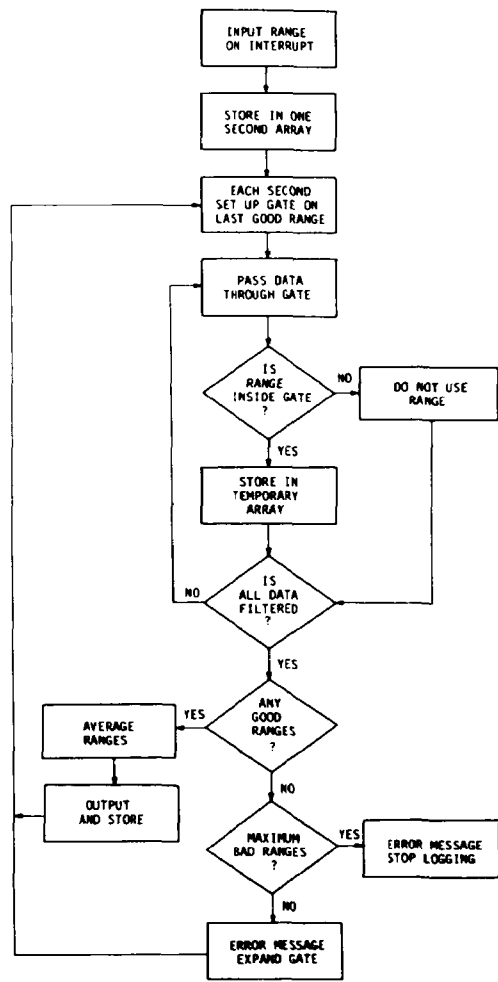 INPUT RANGE
ON INTERRUPT
STORE IN ONE
SECOND ARRAY
EACH SECOND
SET UP GATE ON
LAST GOOD RANGE
PASS DATA
THROUGH GATE
IS
RANGE
INSIDE GATE
?
NO
DO NOT USE
RANGE
YES
STORE IN
TEMPORARY
ARRAY
IS
ALL DATA
FILTERED
?
NO
YES
ANY
GOOD
RANGES
?
YES
AVERAGE
RANGES
OUTPUT
AND STORE
NO
MAXIMUM
BAD RANGES
?
YES
ERROR MESSAGE
STOP LOGGING
NO
ERROR MESSAGE
EXPAND GATE